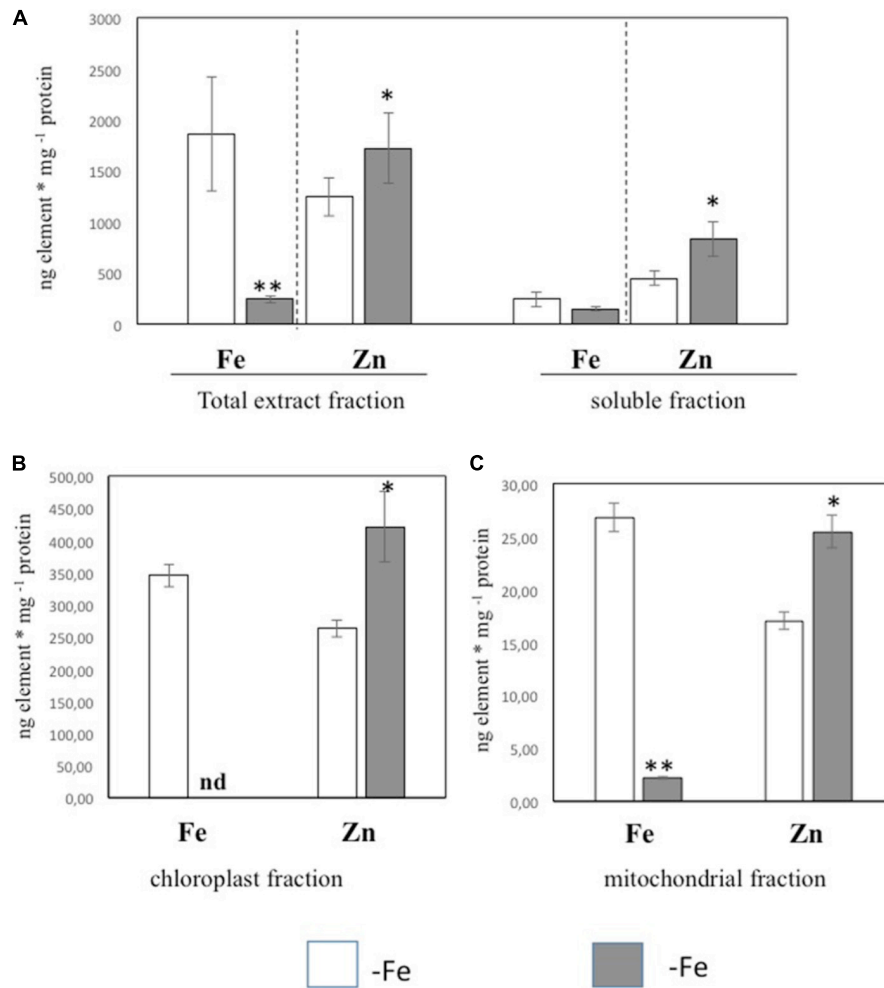 A
3000
2500
2000
1500
1000
500
0
ng element * mg -1 protein
**
*
*
Fe Zn Fe Zn
Total extract fraction soluble fraction
B
500,00
450,00
400,00
350,00
300,00
250,00
200,00
150,00
100,00
50,00
0,00
ng element * mg -1 protein
*
nd
Fe Zn
chloroplast fraction
C
30,00
25,00
20,00
15,00
10,00
5,00
0,00
ng element * mg -1 protein
**
*
Fe Zn
mitochondrial fraction
-Fe -Fe